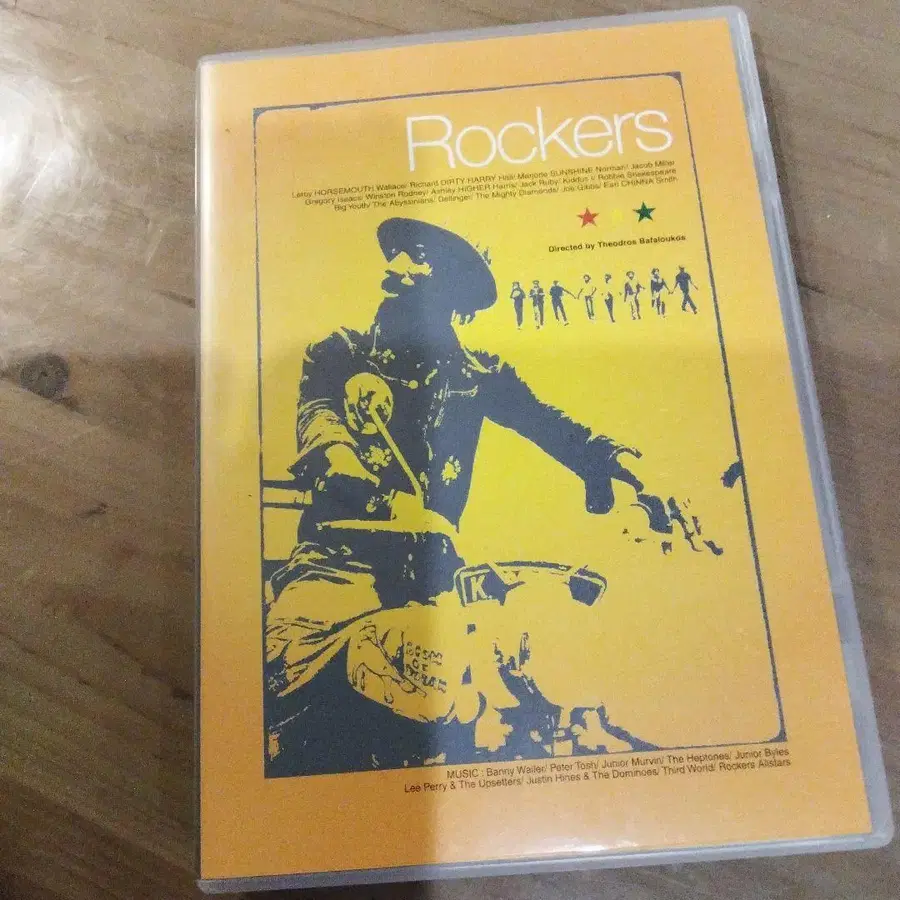 Rockers
Leroy HORSEMOUTH Wallace/ Richard DIRTY HARRY Hall/ Marjorie SUNSHINE Norman/ Jacob Miller
Gregory Isaacs/ Winston Rodney/ Ashley HIGHER Harris/ Jack Ruby/ Kiddus I/ Robbie Shakespeare
Big Youth/ The Abyssinians/ Dellinger/ The Mighty Diamonds/ Joe Gibbs/ Earl CHINNA Smith
Directed by Theodros Bafaloukos
K
MUSIC : Banny Wailer/ Peter Tosh/ Junior Murvin/ The Heptones/ Junior Byles
Lee Perry & The Upsetters/ Justin Hines & The Dominoes/ Third World/ Rockers Allstars